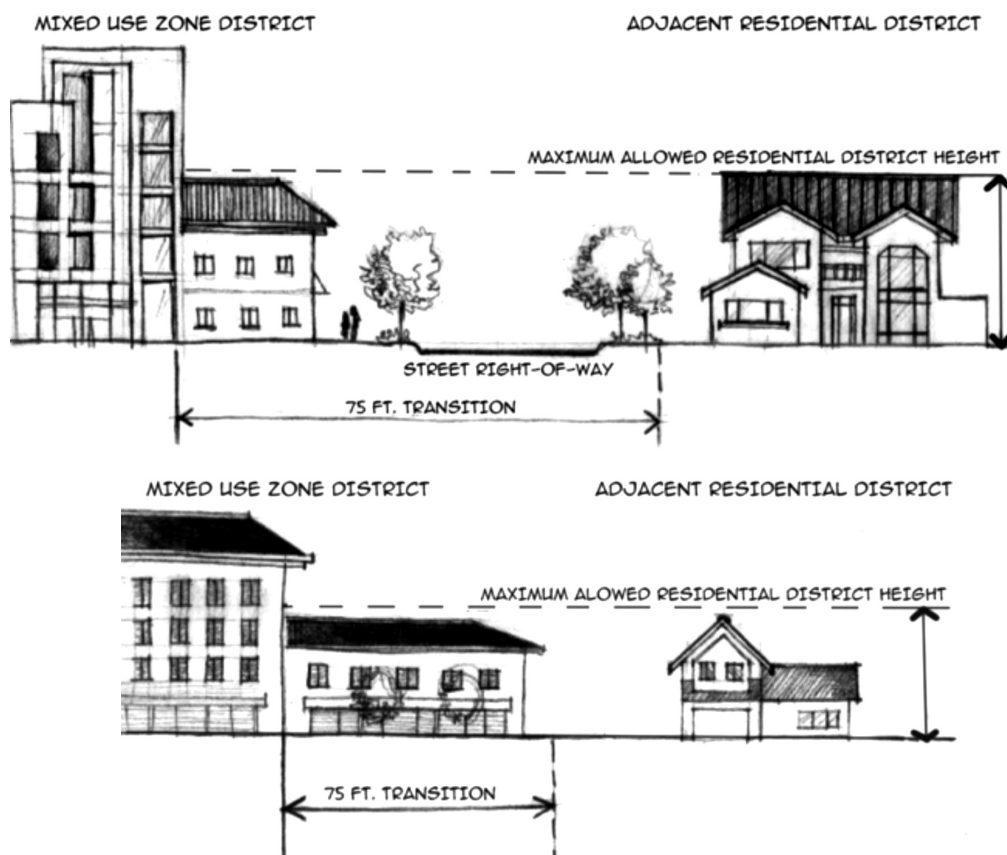 MIXED USE ZONE DISTRICT
ADJACENT RESIDENTIAL DISTRICT
MAXIMUM ALLOWED RESIDENTIAL DISTRICT HEIGHT
STREET RIGHT-OF-WAY
75 FT. TRANSITION
MIXED USE ZONE DISTRICT
ADJACENT RESIDENTIAL DISTRICT
MAXIMUM ALOWED RESIDENTIAL DISTRICT HEIGHT
75 FT. TRANSITION